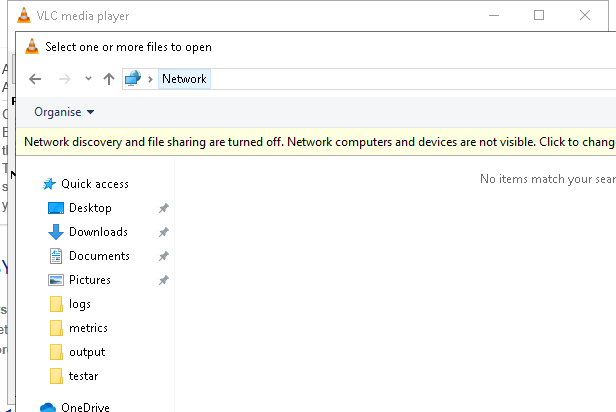 VLC media player
Select one or more files to open
Network
Organise
Network discovery and file sharing are turned off. Network computers and devices are not visible. Click to chang
No items match your sear
Quick access
Desktop
Downloads
Documents
Pictures
logs
metrics
output
testar
OneDrive